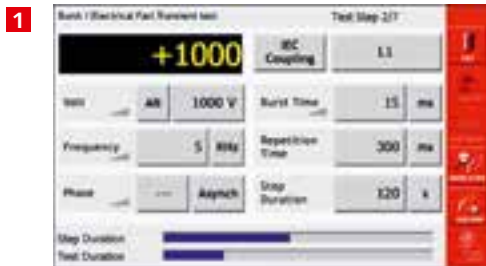 1
Burst / Electrical Fast Transient test Test Step 2/7
+1000 IEC Coupling L1
Volt Alt 1000 V Burst Time 15 ms
Frequency 5 KHz Repetition Time 300 ms
Phase --- Asynch Step Duration 120 s
Step Duration
Test Duration